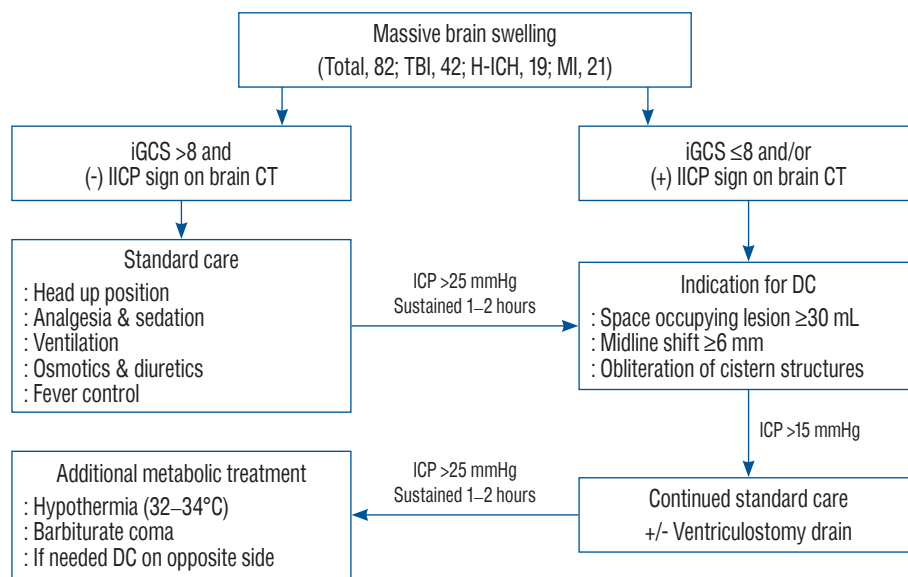 Massive brain swelling
(Total, 82; TBI, 42; H-ICH, 19; MI, 21)
iGCS >8 and
(-) IICP sign on brain CT
iGCS ≤8 and/or
(+) IICP sign on brain CT
Standard care
: Head up position
: Analgesia & sedation
: Ventilation
: Osmotics & diuretics
: Fever control
ICP >25 mmHg
Sustained 1–2 hours
Indication for DC
: Space occupying lesion ≥30 mL
: Midline shift ≥6 mm
: Obliteration of cistern structures
ICP >15 mmHg
Additional metabolic treatment
: Hypothermia (32–34°C)
: Barbiturate coma
: If needed DC on opposite side
ICP >25 mmHg
Sustained 1–2 hours
Continued standard care
+/- Ventriculostomy drain